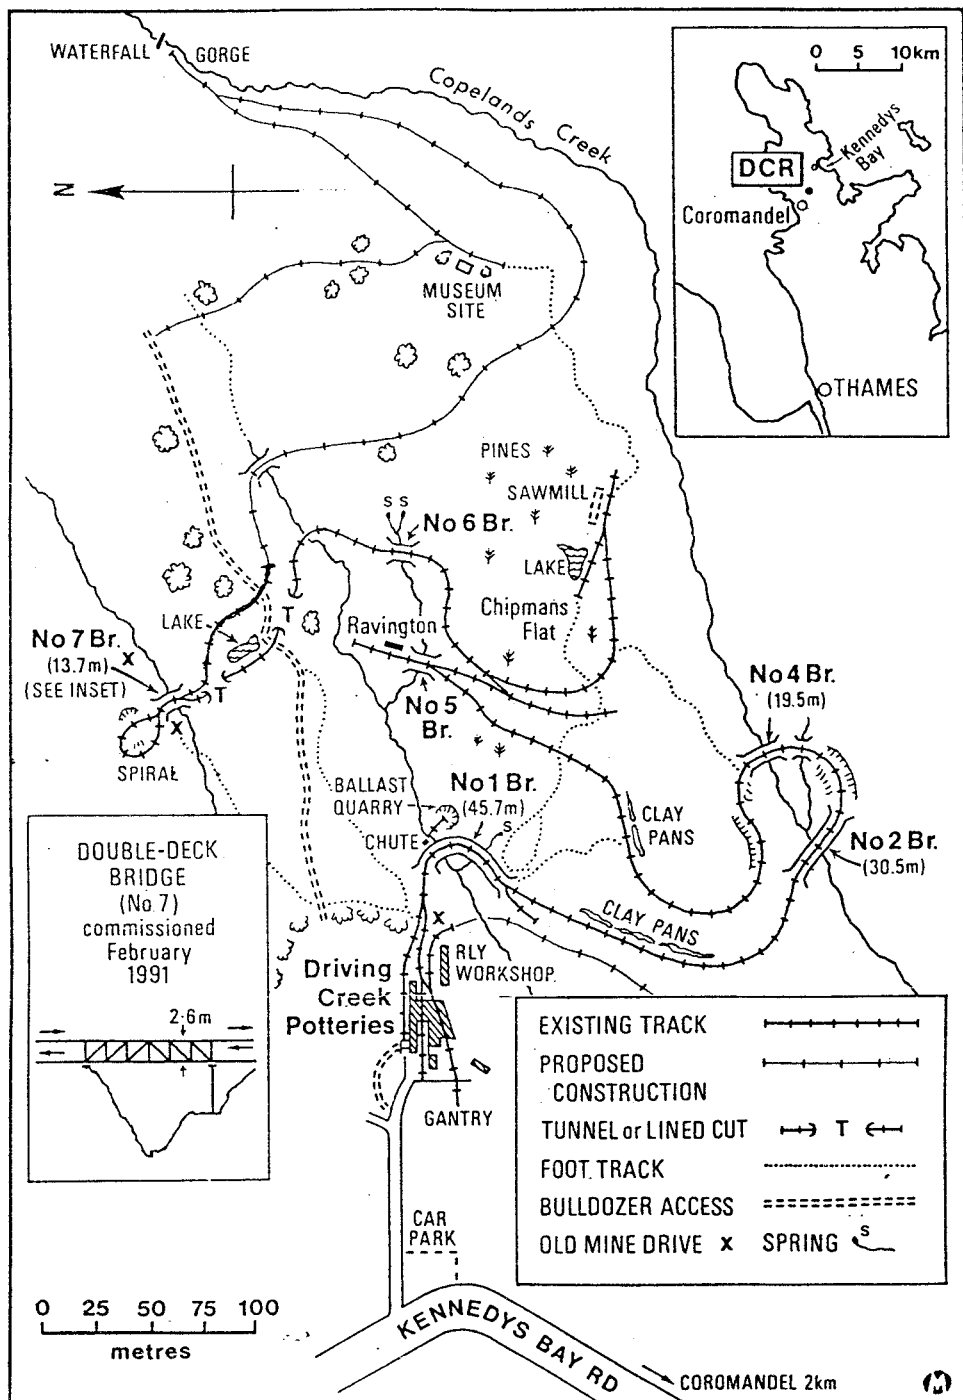 WATERFALL
GORGE
Copelands Creek
N
0 5 10km
DCR
Kennedys
Bay
Coromandel
THAMES
MUSEUM
SITE
PINES
SAWMILL
s s
No 6 Br.
LAKE
Chipmans
Flat
LAKE
T
Ravington
No 7 Br.
(13.7m) x
(SEE INSET)
T
x
SPIRAL
No 5
Br.
No 4 Br.
(19.5m)
BALLAST
QUARRY
No 1 Br.
(45.7m)
CHUTE
s
CLAY
PANS
No 2 Br.
(30.5m)
CLAY PANS
x
RLY
WORKSHOP
Driving
Creek
Potteries
GANTRY
DOUBLE-DECK
BRIDGE
(No.7)
commissioned
February
1991
2·6m
EXISTING TRACK
PROPOSED
CONSTRUCTION
TUNNEL or LINED CUT T
FOOT TRACK
BULLDOZER ACCESS
OLD MINE DRIVE x SPRING s
CAR
PARK
0 25 50 75 100
metres
KENNEDYS BAY RD
COROMANDEL 2km
M